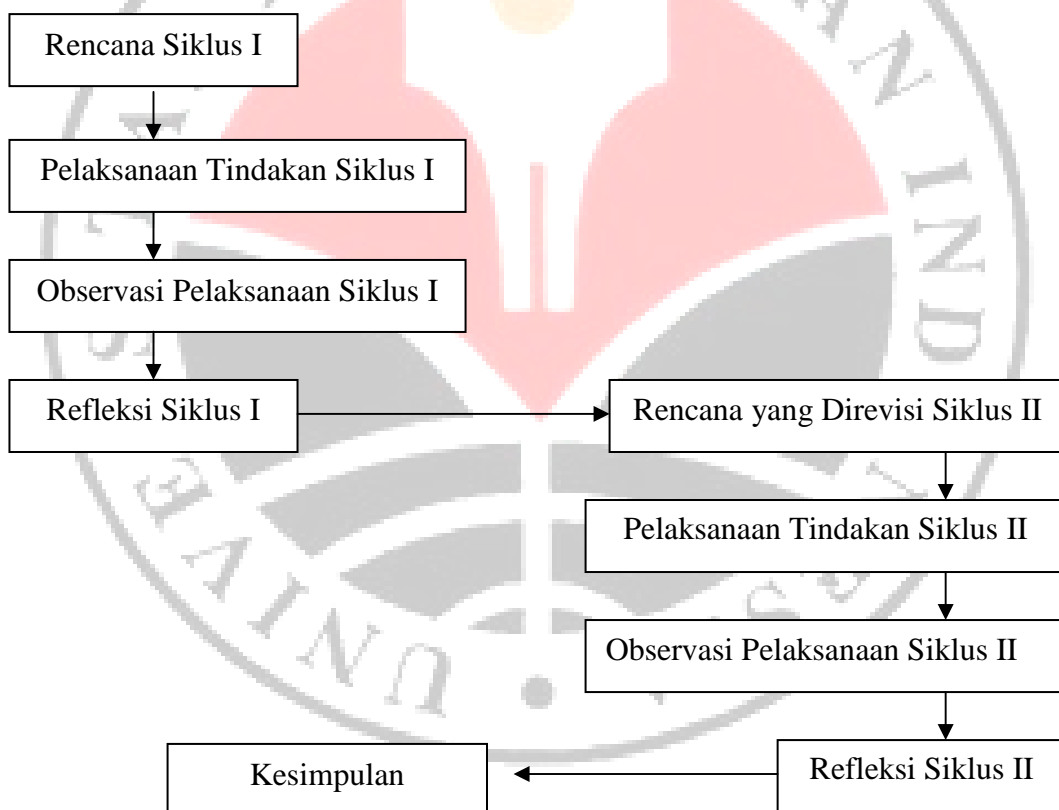 Rencana Siklus I
Pelaksanaan Tindakan Siklus I
Observasi Pelaksanaan Siklus I
Refleksi Siklus I
Rencana yang Direvisi Siklus II
Pelaksanaan Tindakan Siklus II
Observasi Pelaksanaan Siklus II
Refleksi Siklus II
Kesimpulan